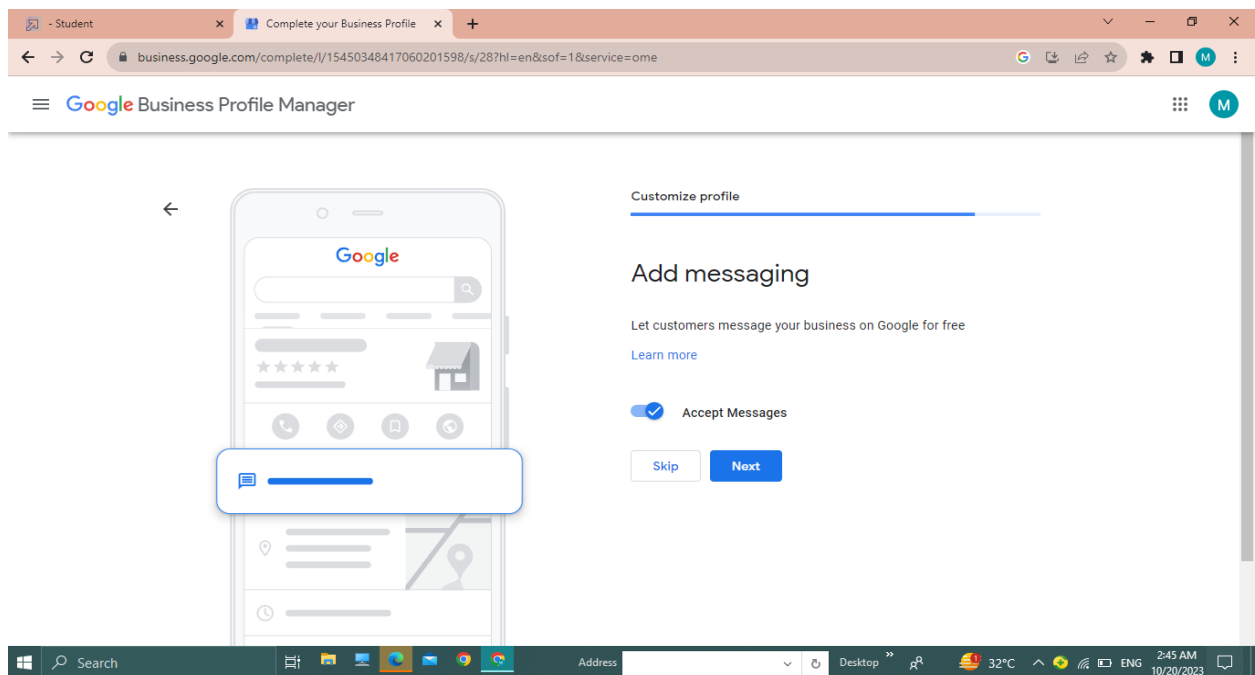 - Student
Complete your Business Profile
business.google.com/complete/l/15450348417060201598/s/28?hl=en&sof=1&service=ome
Google Business Profile Manager
M
Customize profile
Google
Add messaging
Let customers message your business on Google for free
Learn more
Accept Messages
Skip
Next
Search
Address
Desktop
32°C
ENG
2:45 AM
10/20/2023